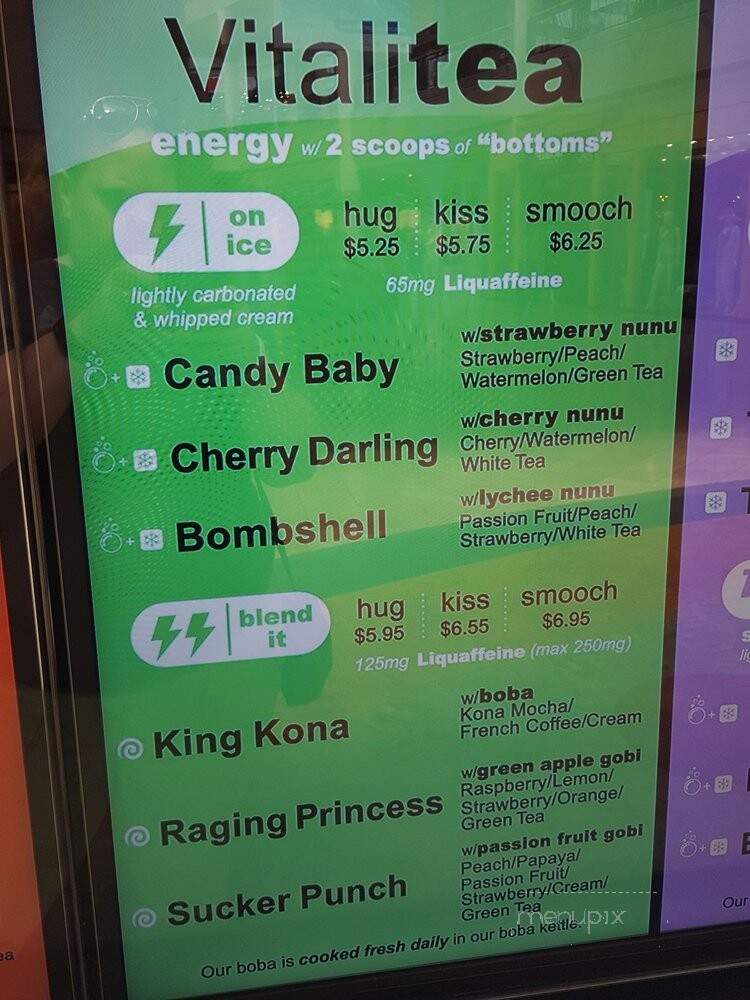 Vitalitea
energy w/ 2 scoops of "bottoms"
on
ice
hug kiss smooch
$5.25 $5.75 $6.25
lightly carbonated
& whipped cream
65mg Liquaffeine
+ Candy Baby
w/strawberry nunu
Strawberry/Peach/
Watermelon/Green Tea
+ Cherry Darling
w/cherry nunu
Cherry/Watermelon/
White Tea
+ Bombshell
w/lychee nunu
Passion Fruit/Peach/
Strawberry/White Tea
blend
it
hug kiss smooch
$5.95 $6.55 $6.95
125mg Liquaffeine (max 250mg)
King Kona
w/boba
Kona Mocha/
French Coffee/Cream
Raging Princess
w/green apple gobi
Raspberry/Lemon/
Strawberry/Orange/
Green Tea
Sucker Punch
w/passion fruit gobi
Peach/Papaya/
Passion Fruit/
Strawberry/Cream/
Green Tea
menupix
Our boba is cooked fresh daily in our boba kettle.
Our